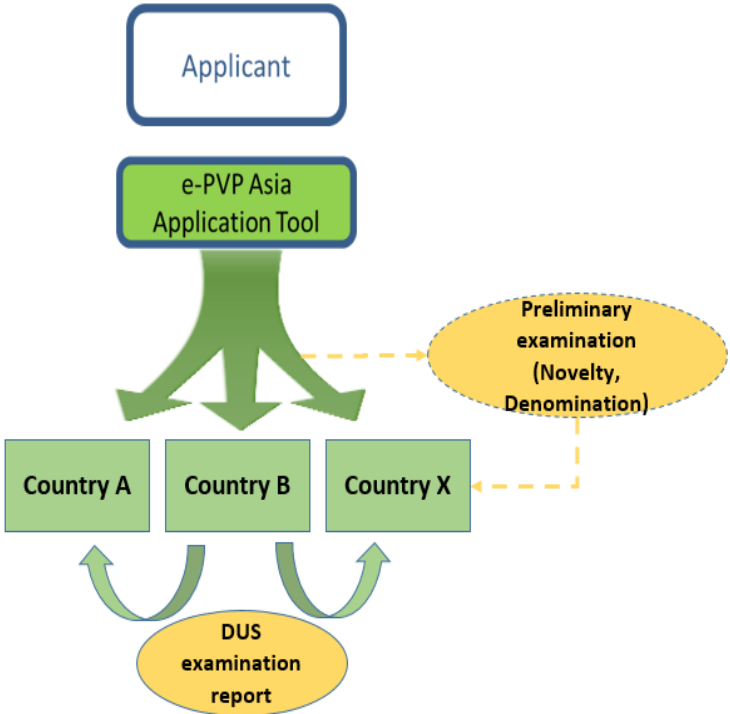 Applicant
e-PVP Asia
Application Tool
Preliminary
examination
(Novelty,
Denomination)
Country A
Country B
Country X
DUS
examination
report